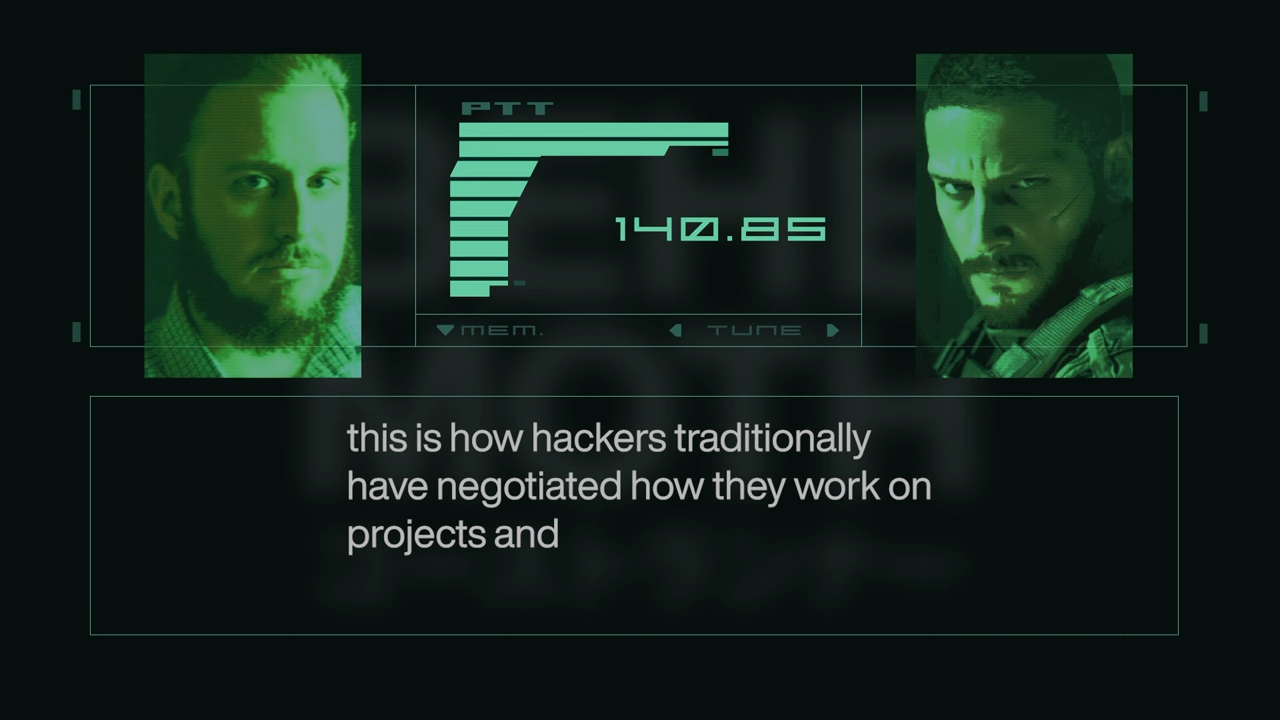 PTT
140.85
MEM.
TUNE
this is how hackers traditionally
have negotiated how they work on
projects and